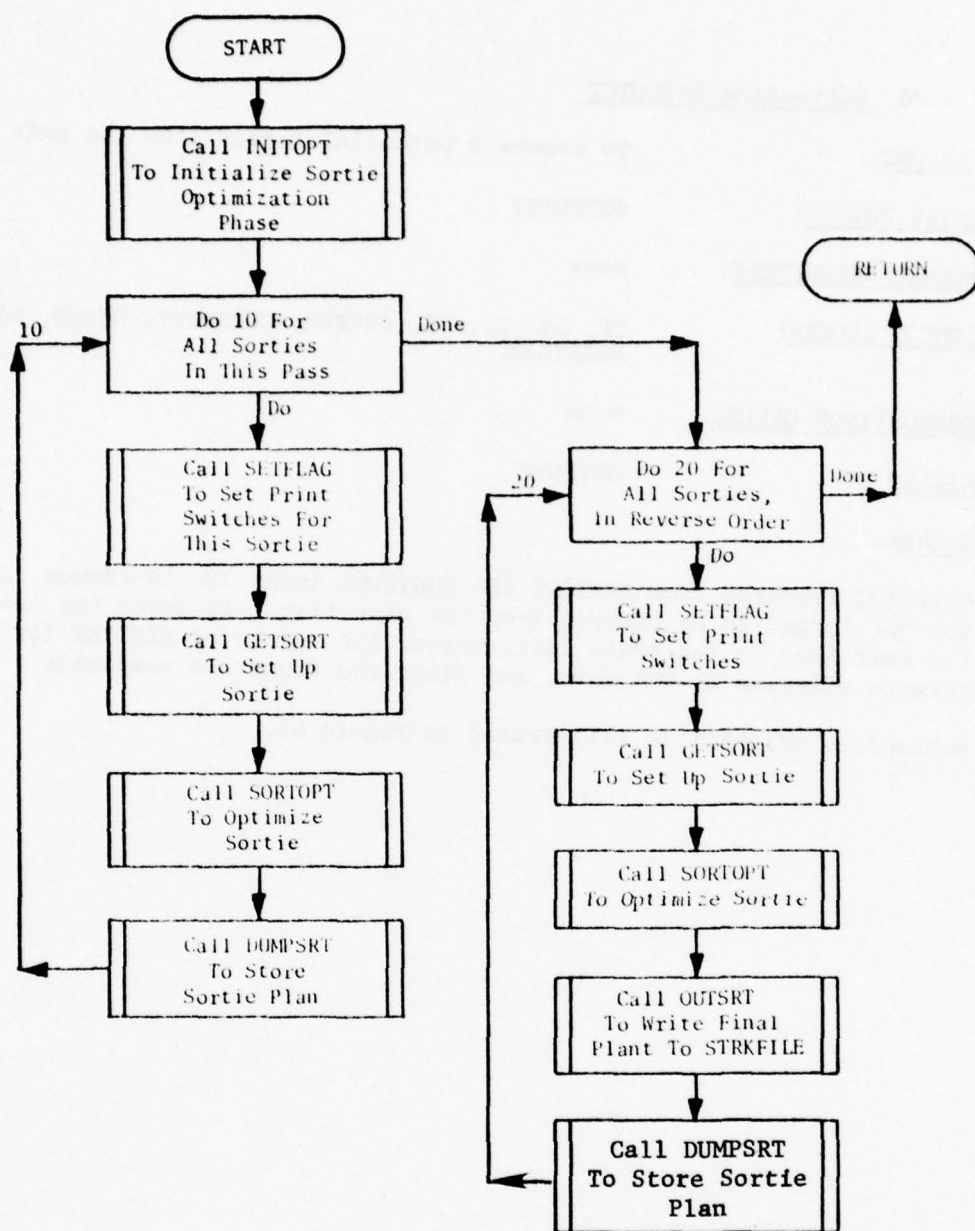 START
Call INITOPT
To Initialize Sortie
Optimization
Phase
10
Do 10 For
All Sorties
In This Pass
Done
Do
Call SETFLAG
To Set Print
Switches For
This Sortie
Call GETSORT
To Set Up
Sortie
Call SORTOPT
To Optimize
Sortie
Call DUMPSRT
To Store
Sortie Plan
RETURN
20
Do 20 For
All Sorties,
In Reverse Order
Done
Do
Call SETFLAG
To Set Print
Switches
Call GETSORT
To Set Up Sortie
Call SORTOPT
To Optimize Sortie
Call OUTSRT
To Write Final
Plant To STRKFILE
Call DUMPSRT
To Store Sortie
Plan